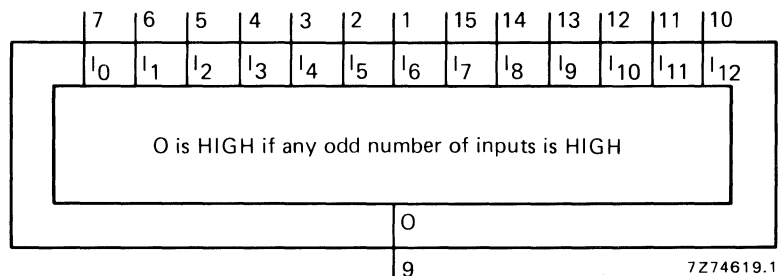 7 6 5 4 3 2 1 15 14 13 12 11 10
I0 I1 I2 I3 I4 I5 I6 I7 I8 I9 I10 I11 I12
O is HIGH if any odd number of inputs is HIGH
O
9
7Z74619.1